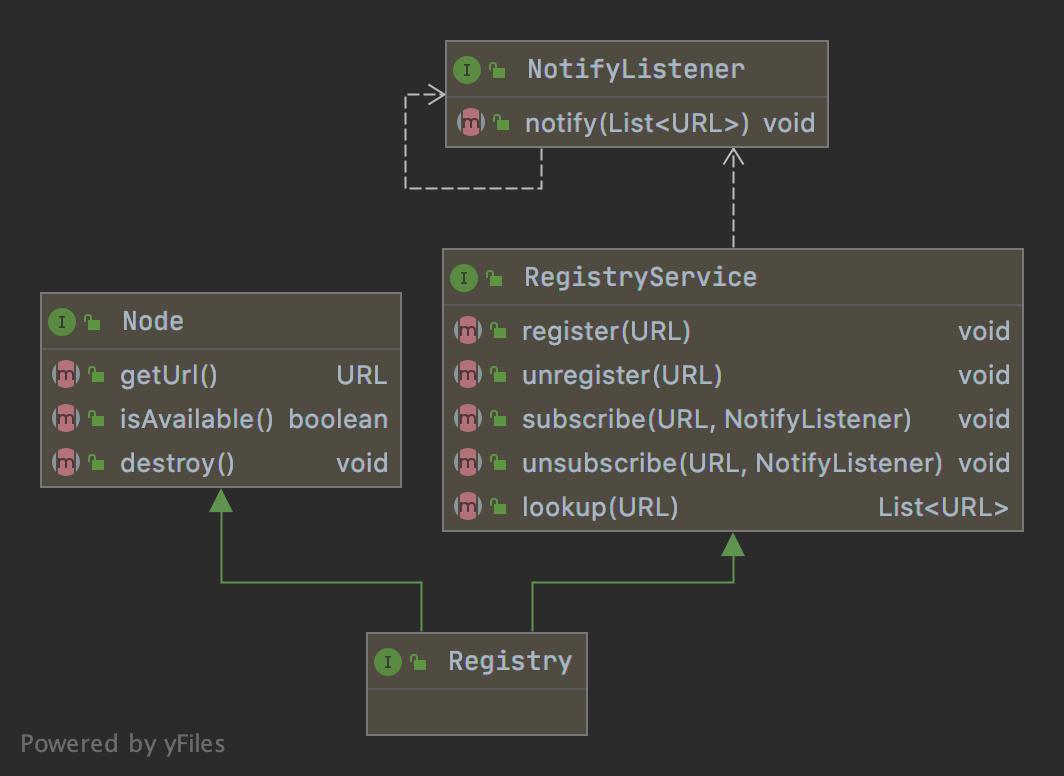 I NotifyListener
m notify(List<URL>) void
I RegistryService
m register(URL) void
m unregister(URL) void
m subscribe(URL, NotifyListener) void
m unsubscribe(URL, NotifyListener) void
m lookup(URL) List<URL>
I Node
m getUrl() URL
m isAvailable() boolean
m destroy() void
I Registry
Powered by yFiles